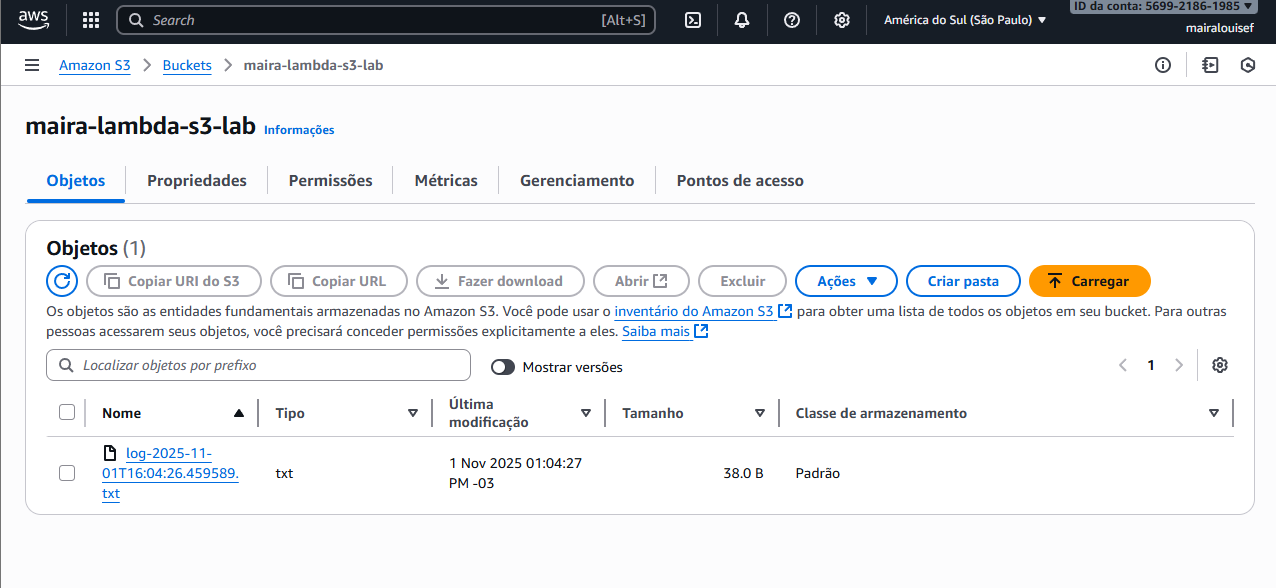 aws
Search [Alt+S]
América do Sul (São Paulo)
ID da conta: 5699-2186-1985
mairalouisef
Amazon S3 > Buckets > maira-lambda-s3-lab
maira-lambda-s3-lab Informações
Objetos Propriedades Permissões Métricas Gerenciamento Pontos de acesso
Objetos (1)
Copiar URI do S3 Copiar URL Fazer download Abrir Excluir Ações Criar pasta Carregar
Os objetos são as entidades fundamentais armazenadas no Amazon S3. Você pode usar o inventário do Amazon S3 para obter uma lista de todos os objetos em seu bucket. Para outras
pessoas acessarem seus objetos, você precisará conceder permissões explicitamente a eles. Saiba mais
Localizar objetos por prefixo
Mostrar versões
1
Nome
Tipo
Última
modificação
Tamanho
Classe de armazenamento
log-2025-11-
01T16:04:26.459589.
txt
txt
1 Nov 2025 01:04:27
PM -03
38.0 B
Padrão